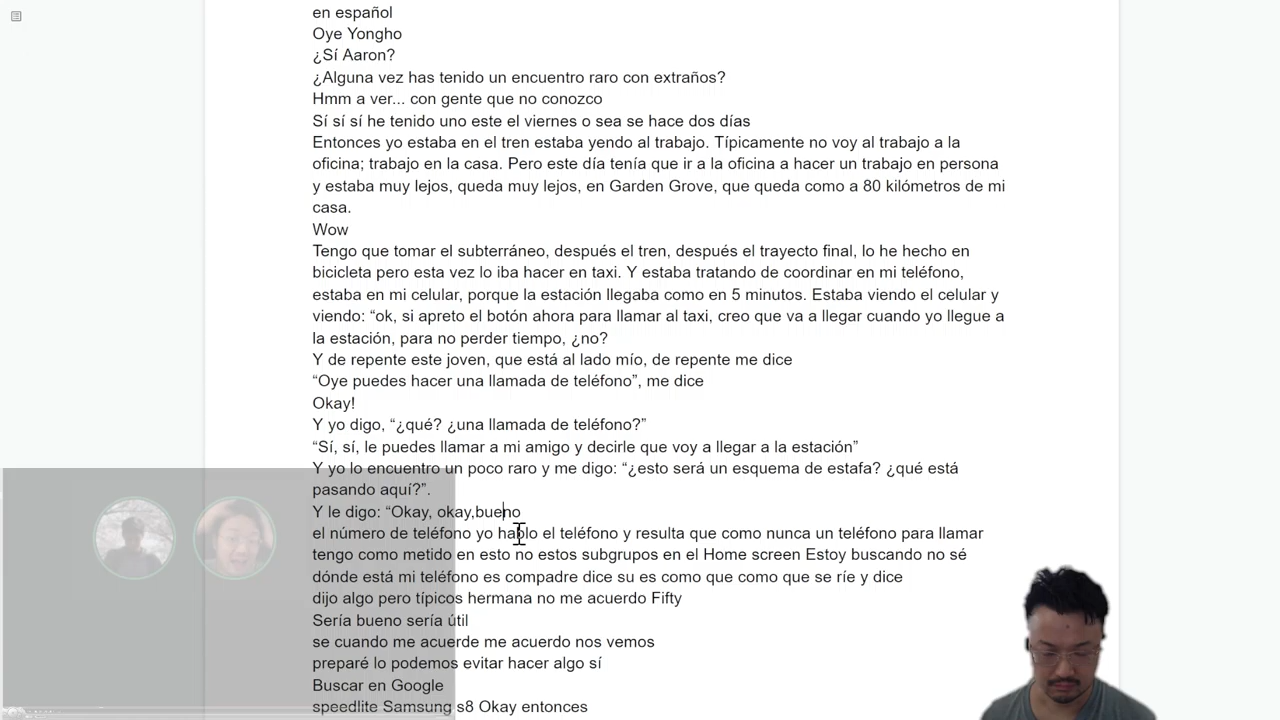 en español
Oye Yongho
¿Sí Aaron?
¿Alguna vez has tenido un encuentro raro con extraños?
Hmm a ver... con gente que no conozco
Sí sí sí he tenido uno este el viernes o sea se hace dos días
Entonces yo estaba en el tren estaba yendo al trabajo. Típicamente no voy al trabajo a la
oficina; trabajo en la casa. Pero este día tenía que ir a la oficina a hacer un trabajo en persona
y estaba muy lejos, queda muy lejos, en Garden Grove, que queda como a 80 kilómetros de mi
casa.
Wow
Tengo que tomar el subterráneo, después el tren, después el trayecto final, lo he hecho en
bicicleta pero esta vez lo iba hacer en taxi. Y estaba tratando de coordinar en mi teléfono,
estaba en mi celular, porque la estación llegaba como en 5 minutos. Estaba viendo el celular y
viendo: “ok, si apreto el botón ahora para llamar al taxi, creo que va a llegar cuando yo llegue a
la estación, para no perder tiempo, ¿no?
Y de repente este joven, que está al lado mío, de repente me dice
“Oye puedes hacer una llamada de teléfono”, me dice
Okay!
Y yo digo, “¿qué? ¿una llamada de teléfono?”
“Sí, sí, le puedes llamar a mi amigo y decirle que voy a llegar a la estación”
Y yo lo encuentro un poco raro y me digo: “¿esto será un esquema de estafa? ¿qué está
pasando aquí?”.
Y le digo: “Okay, okay,bueno
el número de teléfono yo hablo el teléfono y resulta que como nunca un teléfono para llamar
tengo como metido en esto no estos subgrupos en el Home screen Estoy buscando no sé
dónde está mi teléfono es compadre dice su es como que como que se ríe y dice
dijo algo pero típicos hermana no me acuerdo Fifty
Sería bueno sería útil
se cuando me acuerde me acuerdo nos vemos
preparé lo podemos evitar hacer algo sí
Buscar en Google
speedlite Samsung s8 Okay entonces